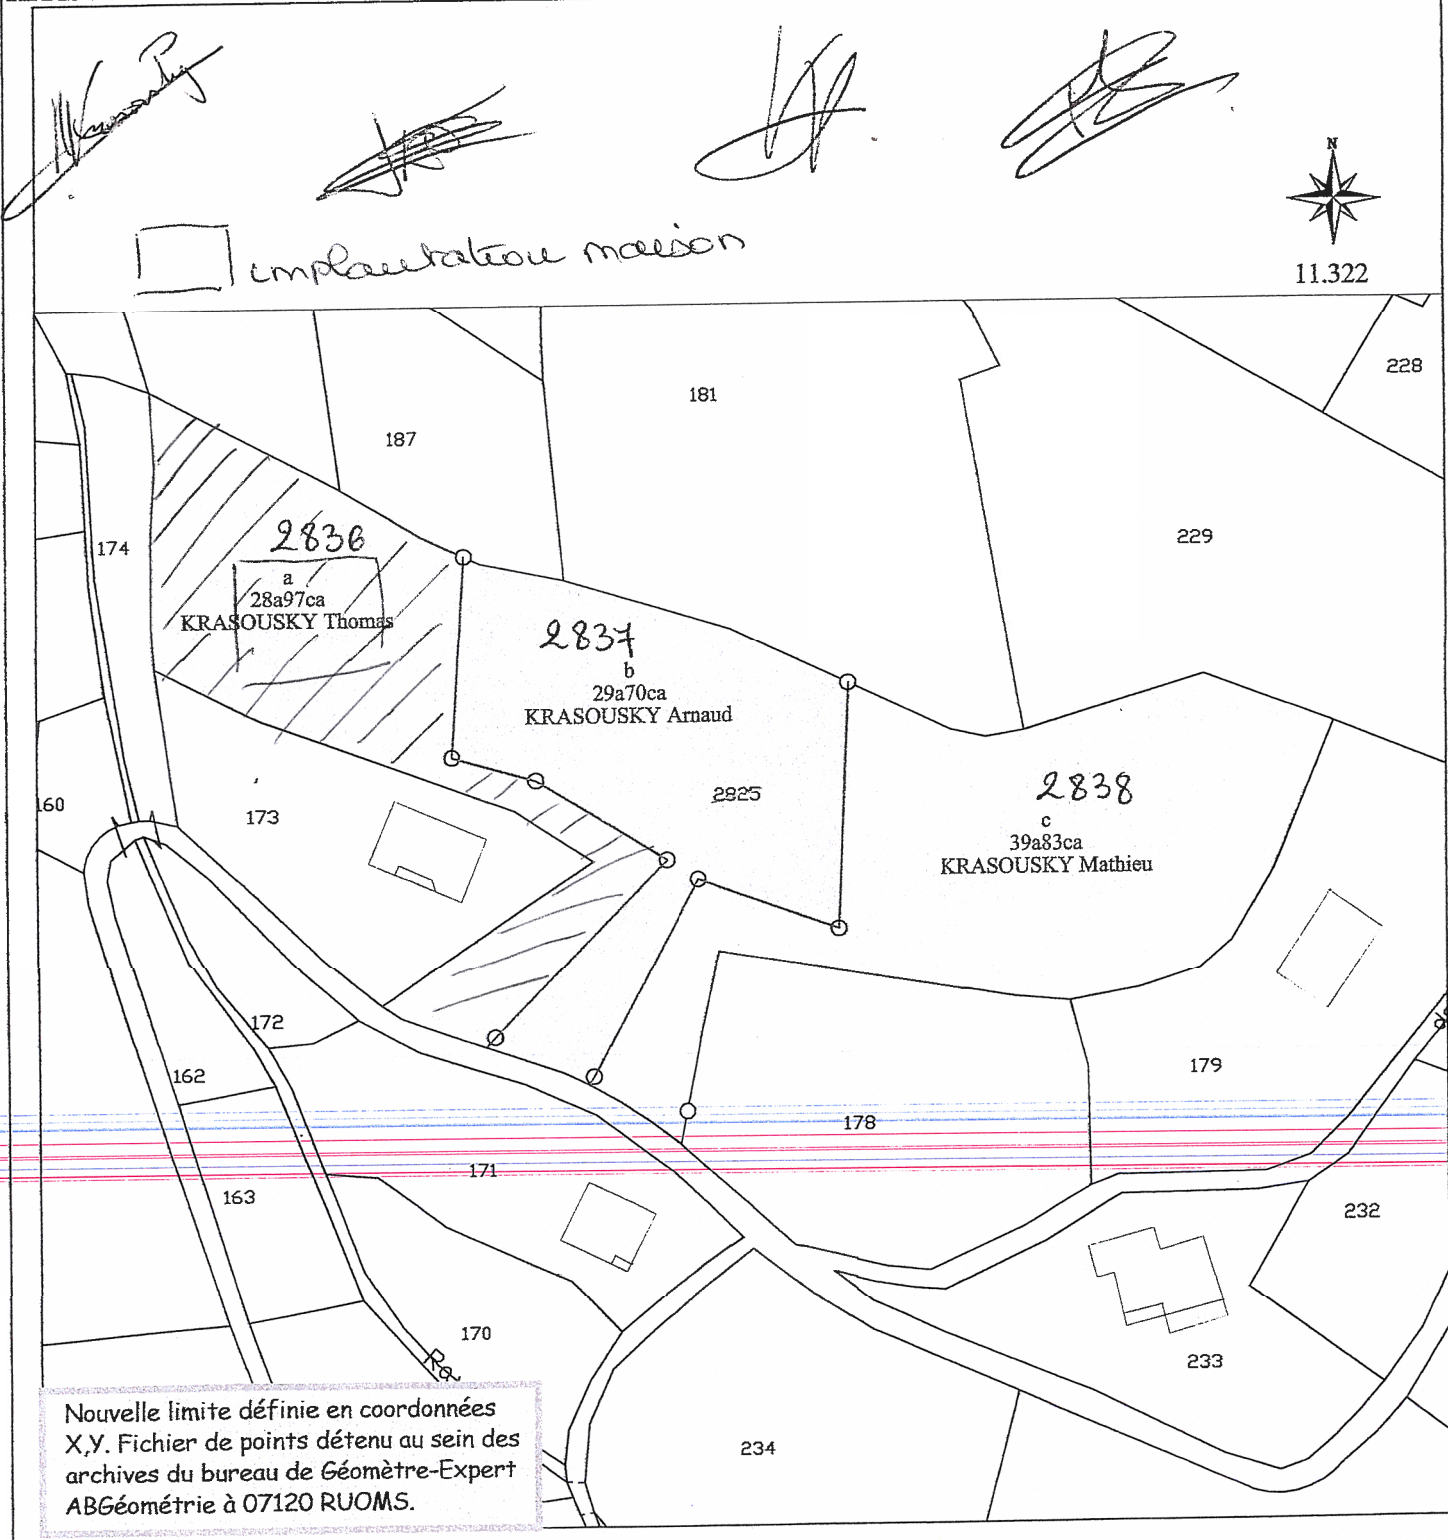 N
11.322
implantation maison
228
181
187
229
2836
174
a
28a97ca
KRASOUSKY Thomas
2837
b
29a70ca
KRASOUSKY Arnaud
2838
2825
160
173
c
39a83ca
KRASOUSKY Mathieu
172
162
179
178
171
163
232
170
233
234
Nouvelle limite définie en coordonnées
X,Y. Fichier de points détenu au sein des
archives du bureau de Géomètre-Expert
ABGéométrie à 07120 RUOMS.